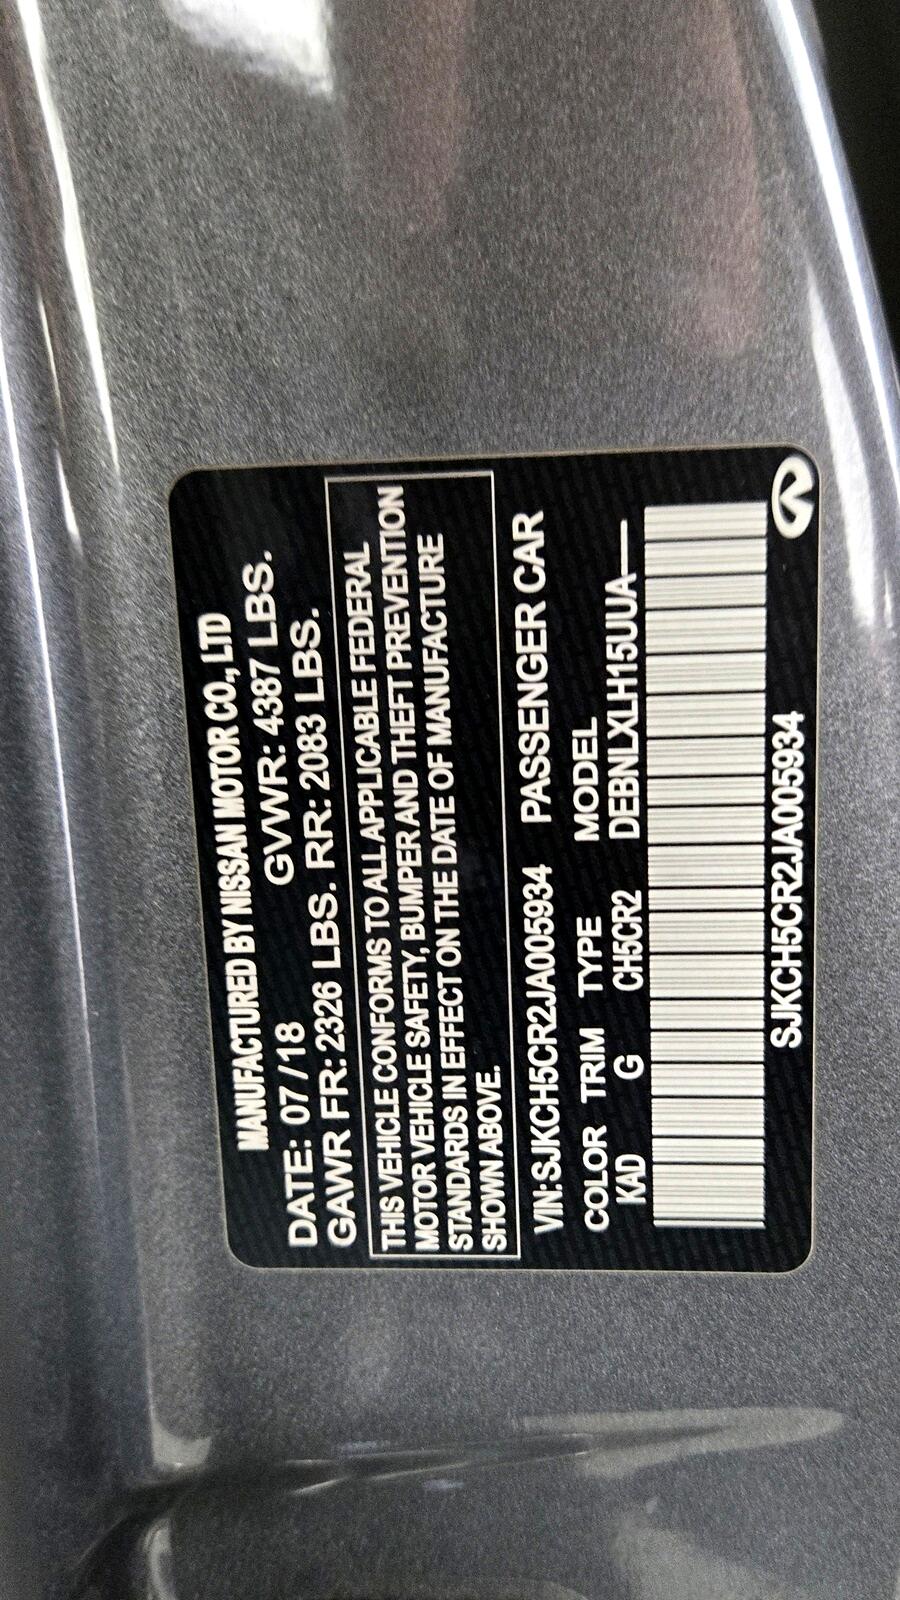 MANUFACTURED BY NISSAN MOTOR CO., LTD
DATE: 07 / 18 GVWR: 4387 LBS.
GAWR FR: 2326 LBS. RR: 2083 LBS.
THIS VEHICLE CONFORMS TO ALL APPLICABLE FEDERAL
MOTOR VEHICLE SAFETY, BUMPER AND THEFT PREVENTION
STANDARDS IN EFFECT ON THE DATE OF MANUFACTURE
SHOWN ABOVE.
VIN: SJKCH5CR2JA005934 PASSENGER CAR
COLOR TRIM TYPE MODEL
KAD G CH5CR2 DEBNLXLH15UUA—
SJKCH5CR2JA005934